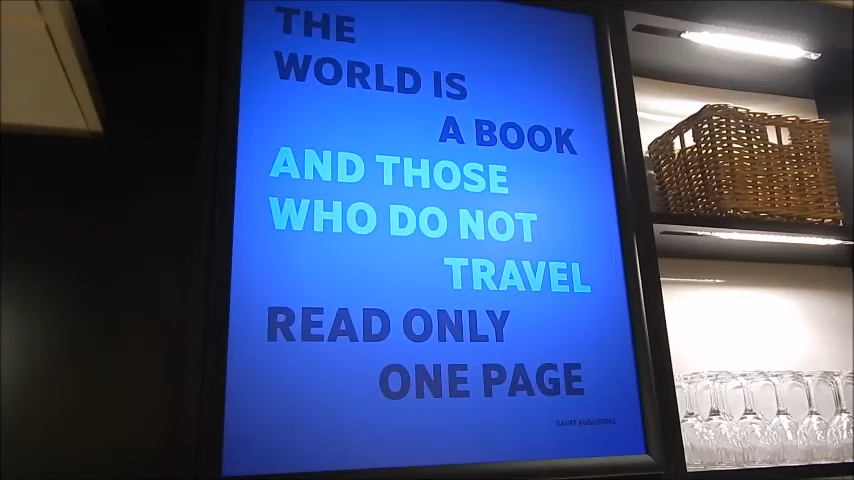 THE
WORLD IS
A BOOK
AND THOSE
WHO DO NOT
TRAVEL
READ ONLY
ONE PAGE
SAINT AUGUSTINE